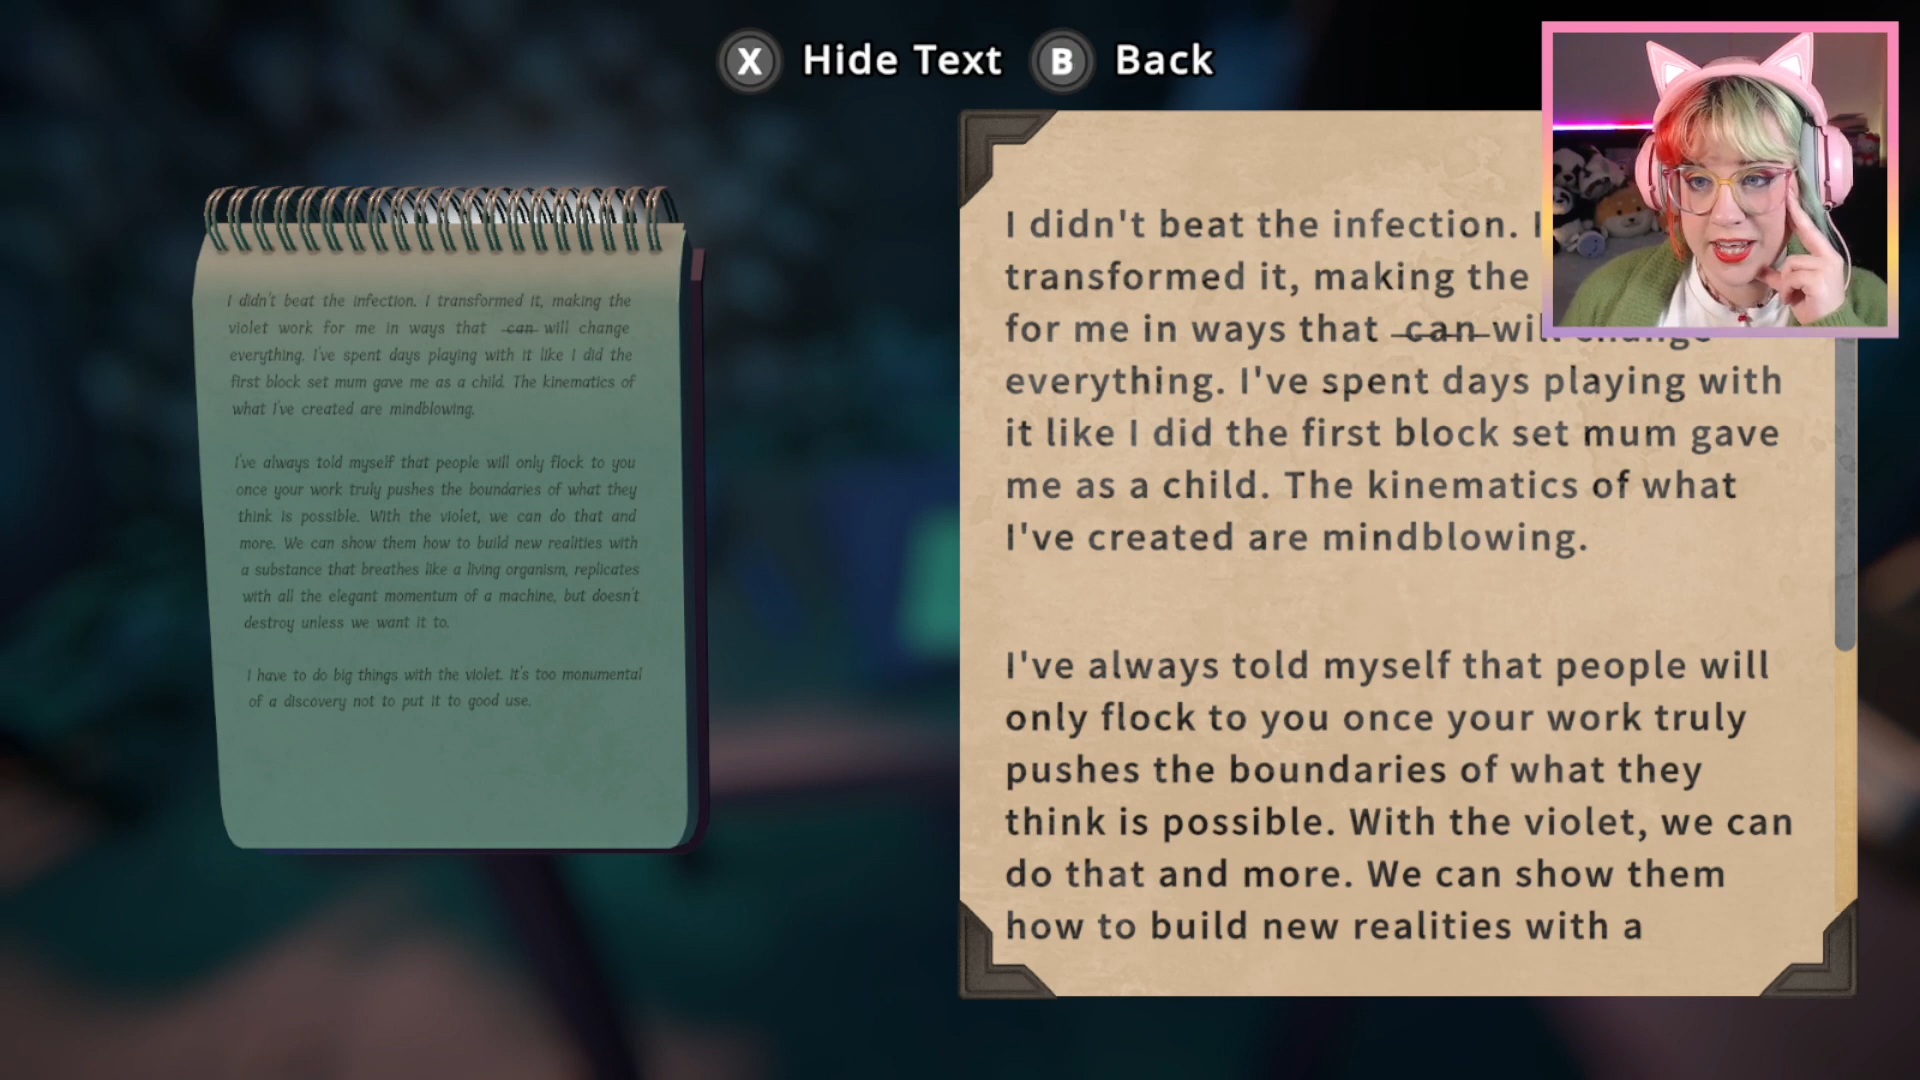 X Hide Text B Back
I didn't beat the infection. I transformed it, making the
violet work for me in ways that can will change
everything. I've spent days playing with it like I did the
first block set mum gave me as a child. The kinematics of
what I've created are mindblowing.
I've always told myself that people will only flock to you
once your work truly pushes the boundaries of what they
think is possible. With the violet, we can do that and
more. We can show them how to build new realities with
a substance that breathes like a living organism, replicates
with all the elegant momentum of a machine, but doesn't
destroy unless we want it to.
I have to do big things with the violet. It's too monumental
of a discovery not to put it to good use.
I didn't beat the infection. I
transformed it, making the
for me in ways that can will change
everything. I've spent days playing with
it like I did the first block set mum gave
me as a child. The kinematics of what
I've created are mindblowing.
I've always told myself that people will
only flock to you once your work truly
pushes the boundaries of what they
think is possible. With the violet, we can
do that and more. We can show them
how to build new realities with a